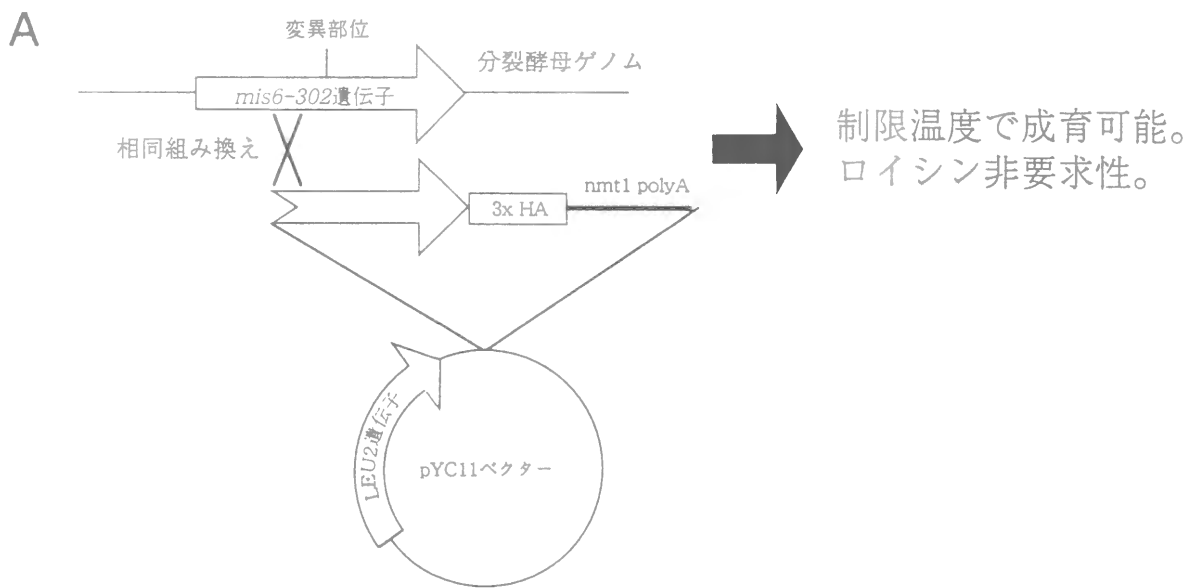 A
変異部位
分裂酵母ゲノム
mis6-302遺伝子
相同組み換え
制限温度で成育可能。
ロイシン非要求性。
nmt1 polyA
3x HA
LEU2遺伝子
pYC11ベクター